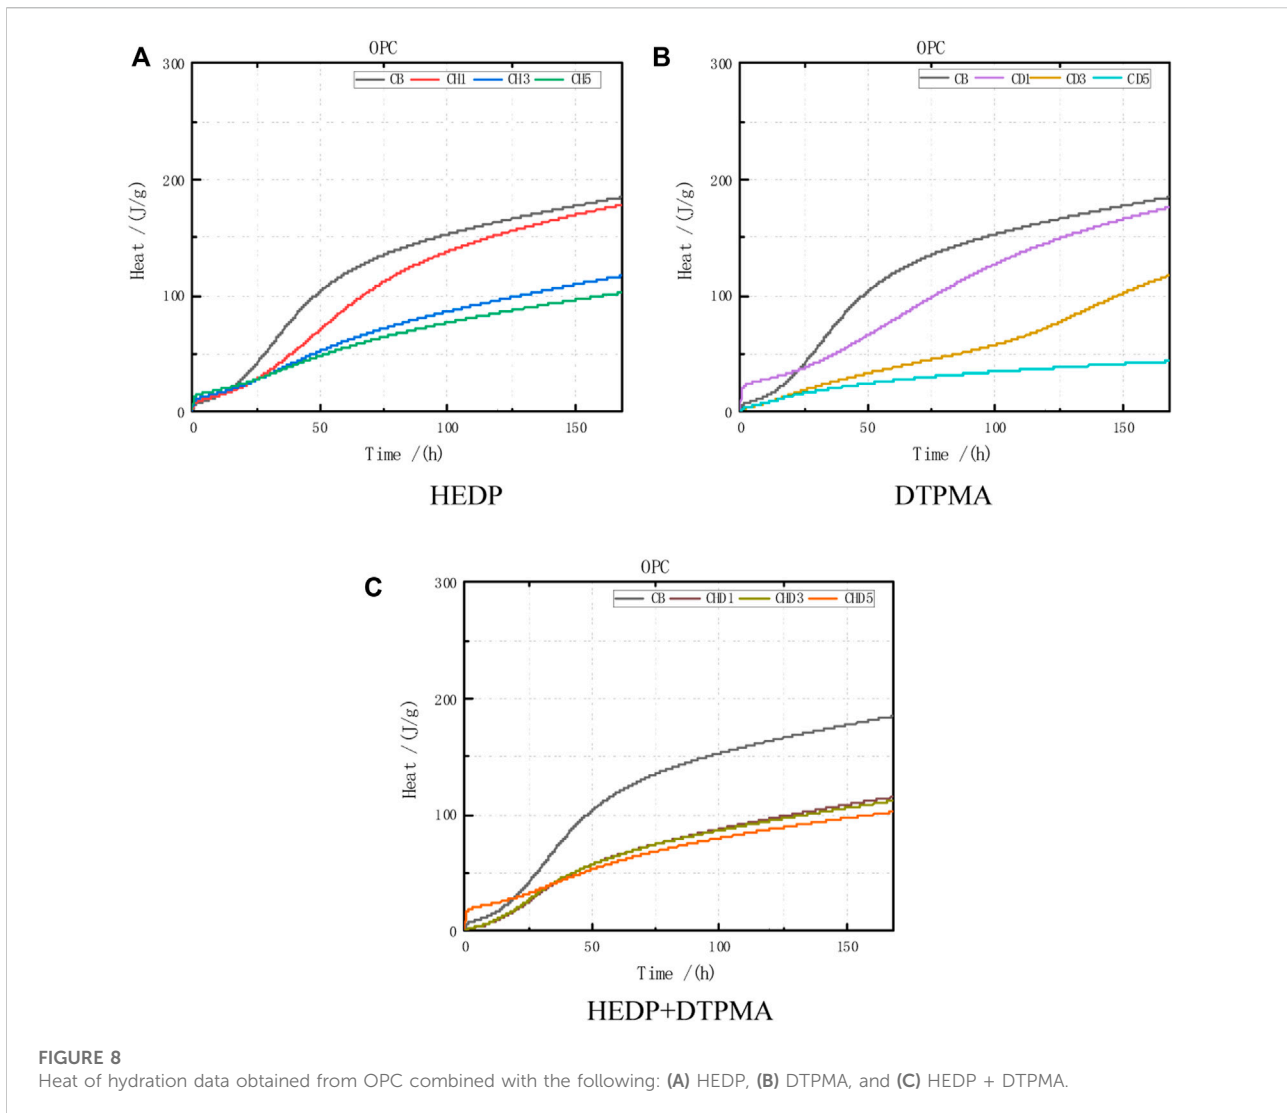 A
OPC
CB CH1 CH3 CH5
300
200
100
0
Heat / (J/g)
0 50 100 150
Time /(h)
HEDP
B
OPC
CB CD1 CD3 CD5
300
200
100
0
Heat / (J/g)
0 50 100 150
Time /(h)
DTPMA
C
OPC
CB CHD1 CHD3 CHD5
300
200
100
0
Heat / (J/g)
0 50 100 150
Time /(h)
HEDP+DTPMA
FIGURE 8
Heat of hydration data obtained from OPC combined with the following: (A) HEDP, (B) DTPMA, and (C) HEDP + DTPMA.